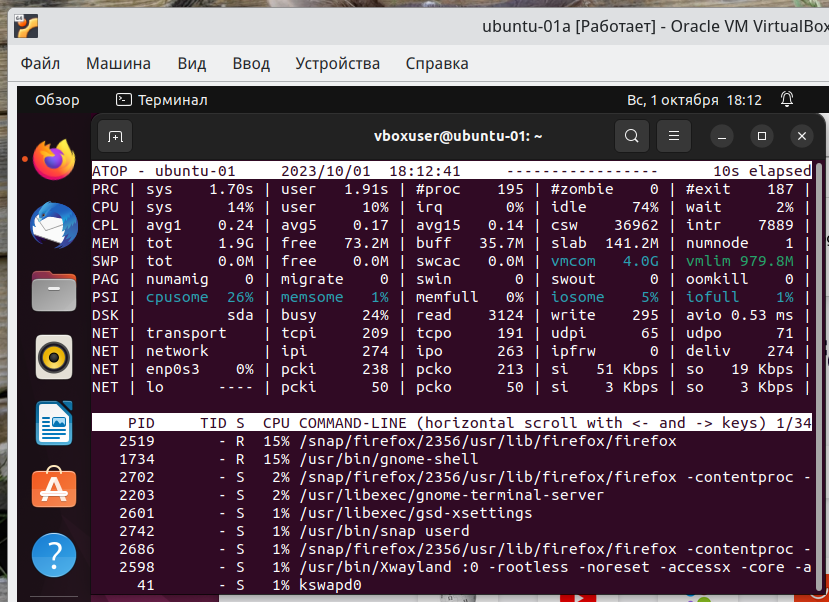 ubuntu-01a [Работает] - Oracle VM VirtualBox
Файл Машина Вид Ввод Устройства Справка
Обзор Терминал Вс, 1 октября 18:12
vboxuser@ubuntu-01: ~
ATOP - ubuntu-01 2023/10/01 18:12:41 ----------------- 10s elapsed
PRC | sys 1.70s | user 1.91s | #proc 195 | #zombie 0 | #exit 187 |
CPU | sys 14% | user 10% | irq 0% | idle 74% | wait 2% |
CPL | avg1 0.24 | avg5 0.17 | avg15 0.14 | csw 36962 | intr 7889 |
MEM | tot 1.9G | free 73.2M | buff 35.7M | slab 141.2M | numnode 1 |
SWP | tot 0.0M | free 0.0M | swcac 0.0M | vmcom 4.0G | vmlim 979.8M |
PAG | numamig 0 | migrate 0 | swin 0 | swout 0 | oomkill 0 |
PSI | cpusome 26% | memsome 1% | memfull 0% | iosome 5% | iofull 1% |
DSK | sda | busy 24% | read 3124 | write 295 | avio 0.53 ms |
NET | transport | tcpi 209 | tcpo 191 | udpi 65 | udpo 71 |
NET | network | ipi 274 | ipo 263 | ipfrw 0 | deliv 274 |
NET | enp0s3 0% | pcki 238 | pcko 213 | si 51 Kbps | so 19 Kbps |
NET | lo ---- | pcki 50 | pcko 50 | si 3 Kbps | so 3 Kbps |
PID TID S CPU COMMAND-LINE (horizontal scroll with <- and -> keys) 1/34
2519 - R 15% /snap/firefox/2356/usr/lib/firefox/firefox
1734 - R 15% /usr/bin/gnome-shell
2702 - S 2% /snap/firefox/2356/usr/lib/firefox/firefox -contentproc -
2203 - S 2% /usr/libexec/gnome-terminal-server
2601 - S 1% /usr/libexec/gsd-xsettings
2742 - S 1% /usr/bin/snap userd
2686 - S 1% /snap/firefox/2356/usr/lib/firefox/firefox -contentproc -
2598 - S 1% /usr/bin/Xwayland :0 -rootless -noreset -accessx -core -a
41 - S 1% kswapd0